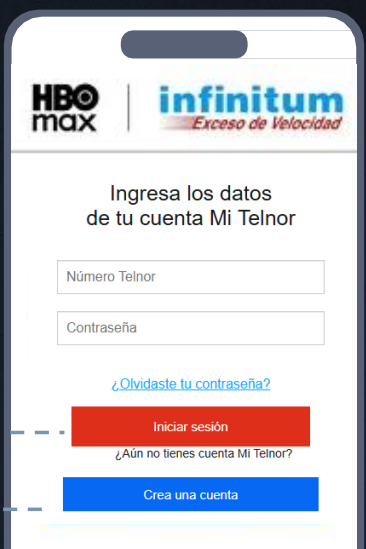 HBO
max
infinitum
Exceso de Velocidad
Ingresa los datos
de tu cuenta Mi Telnor
Número Telnor
Contraseña
¿Olvidaste tu contraseña?
Iniciar sesión
¿Aún no tienes cuenta Mi Telnor?
Crea una cuenta